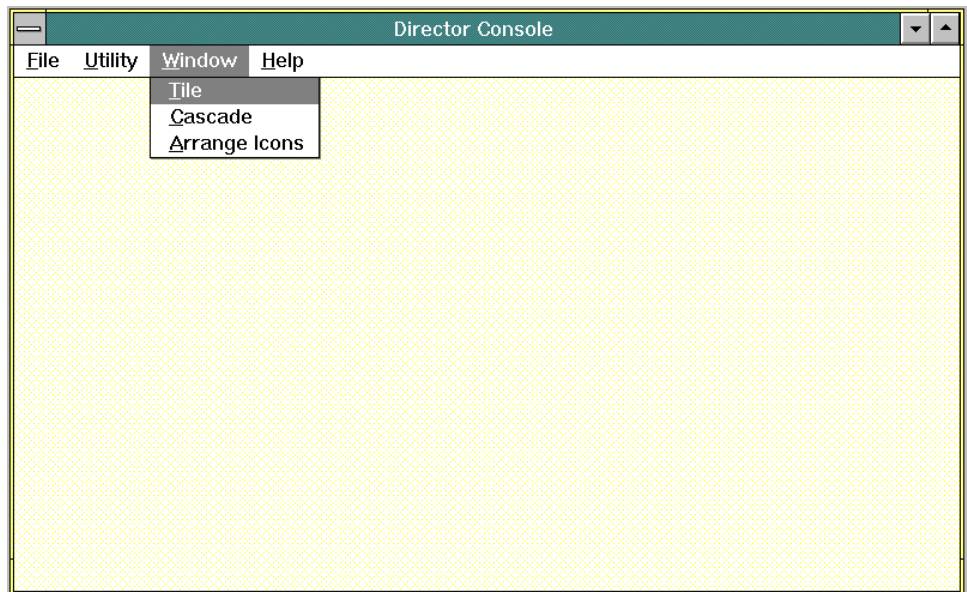 Director Console
File Utility Window Help
Tile
Cascade
Arrange Icons